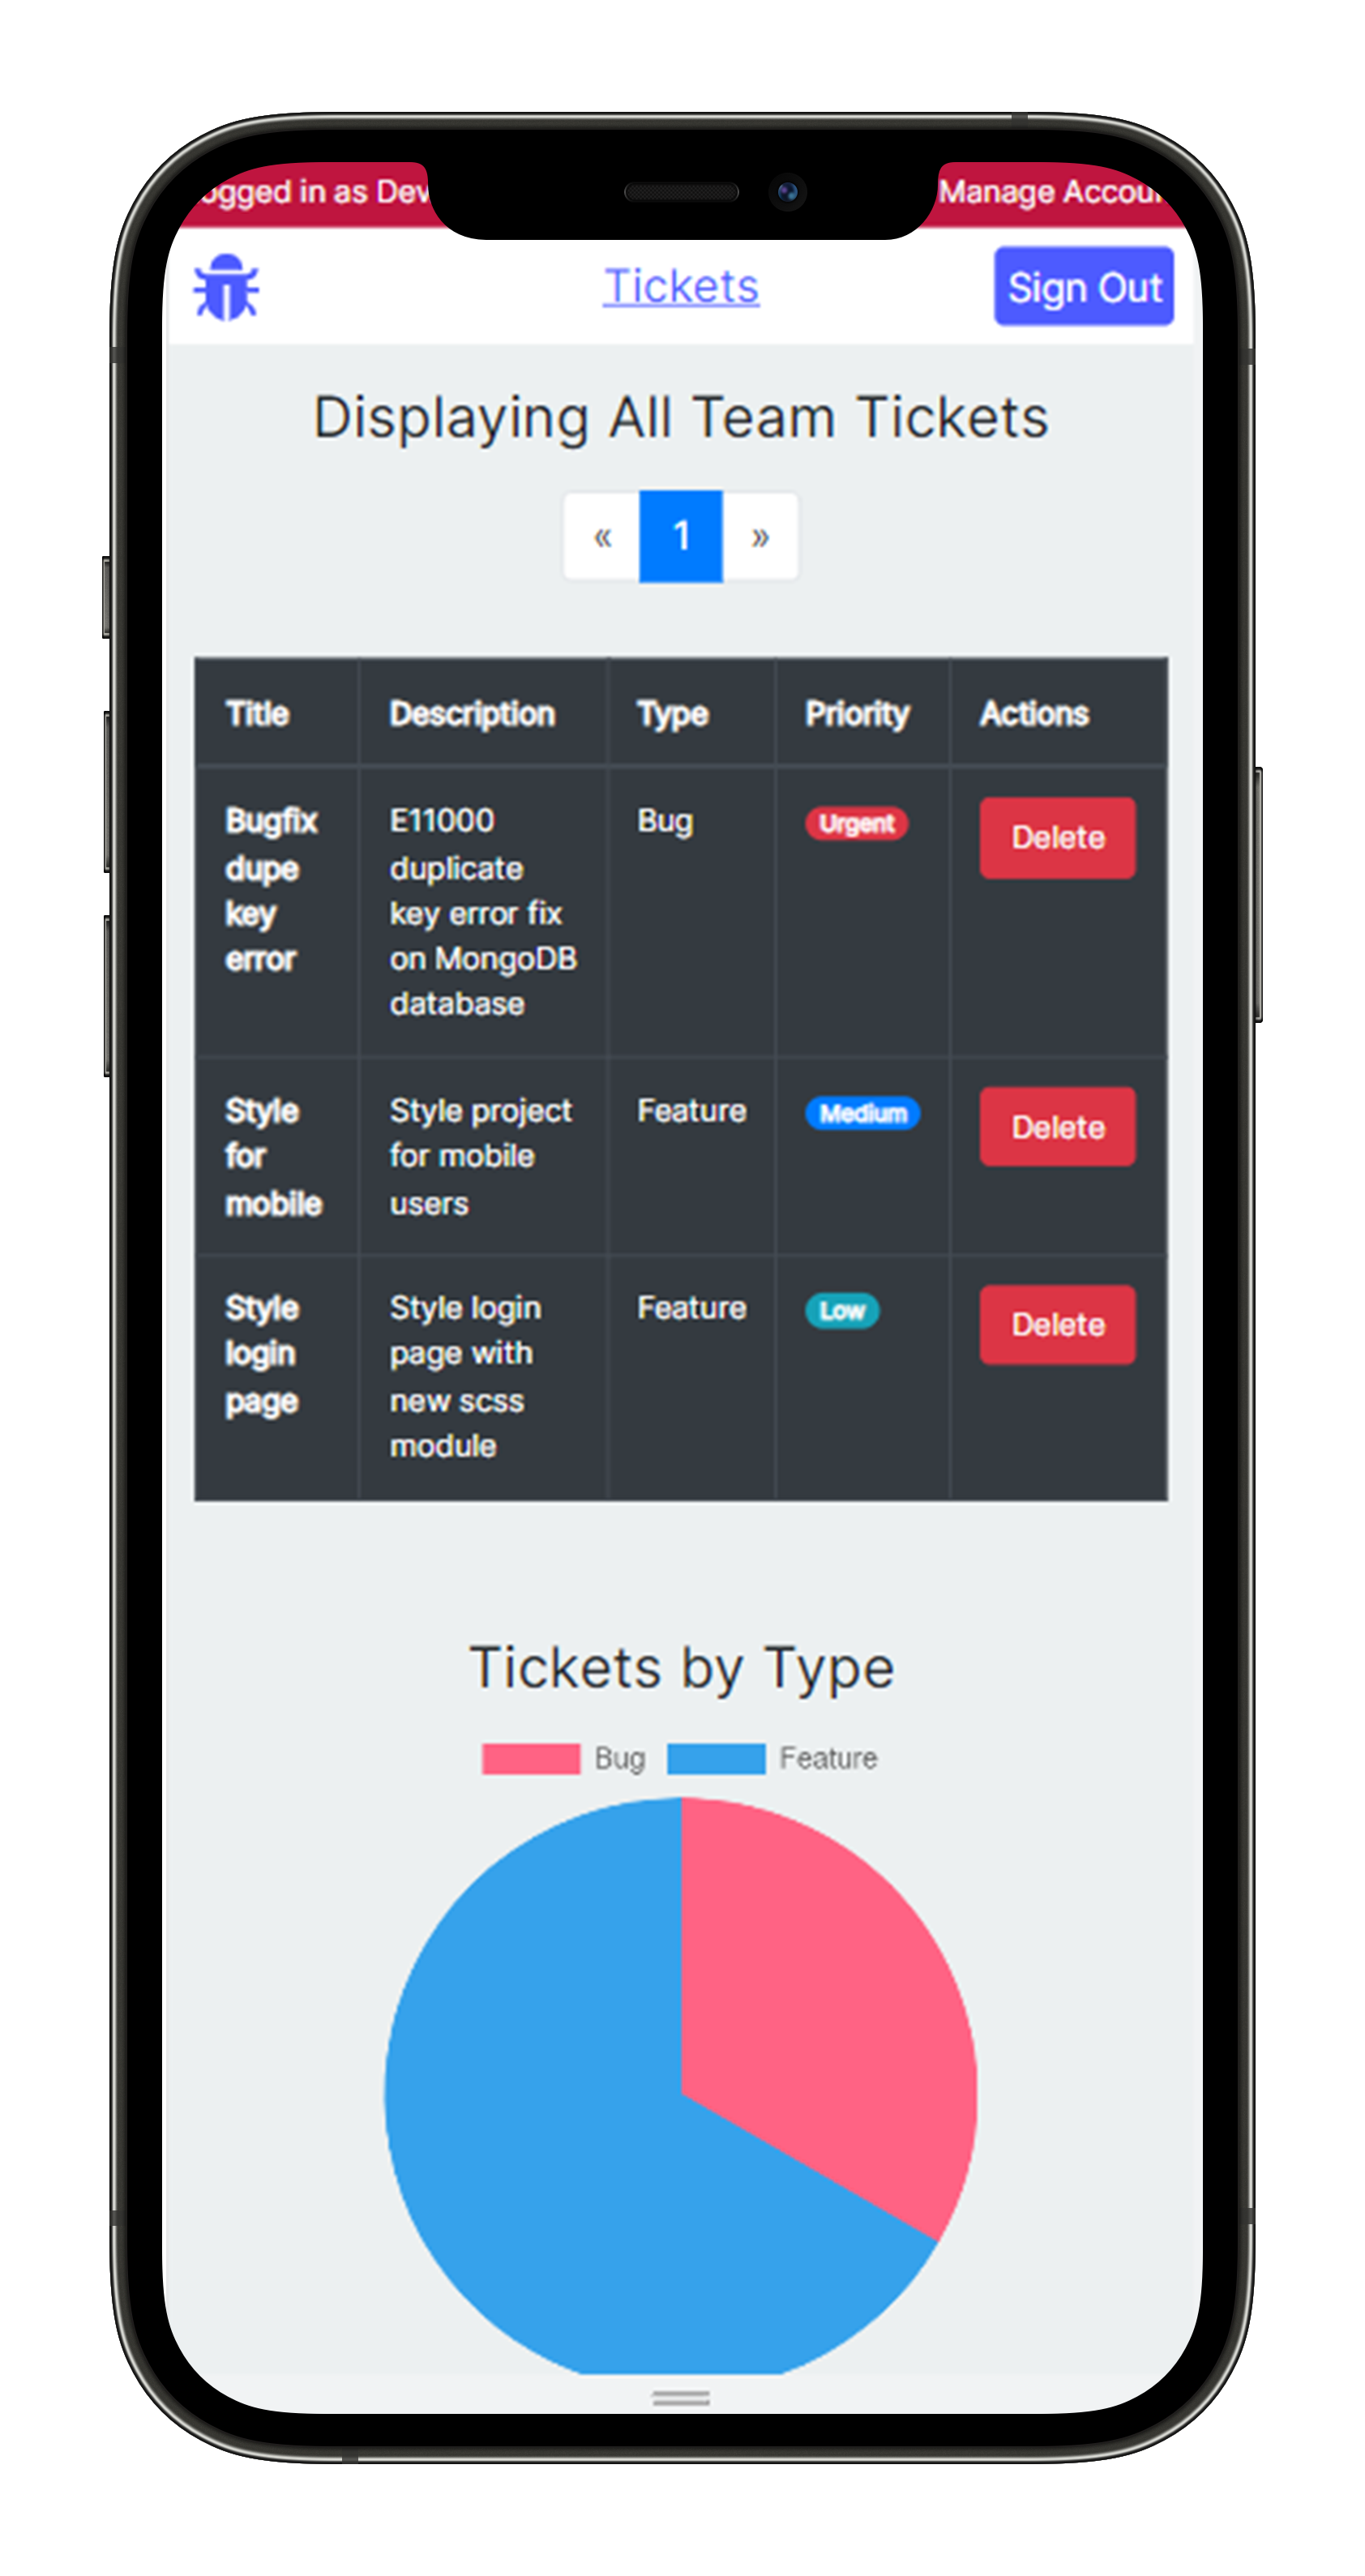 ogged in as Dev Manage Accou
Tickets Sign Out
Displaying All Team Tickets
« 1 »
Title Description Type Priority Actions
Bugfix E11000 Bug Urgent Delete
dupe duplicate
key key error fix
error on MongoDB
database
Style Style project Feature Medium Delete
for for mobile
mobile users
Style Style login Feature Low Delete
login page with
page new scss
module
Tickets by Type
Bug Feature